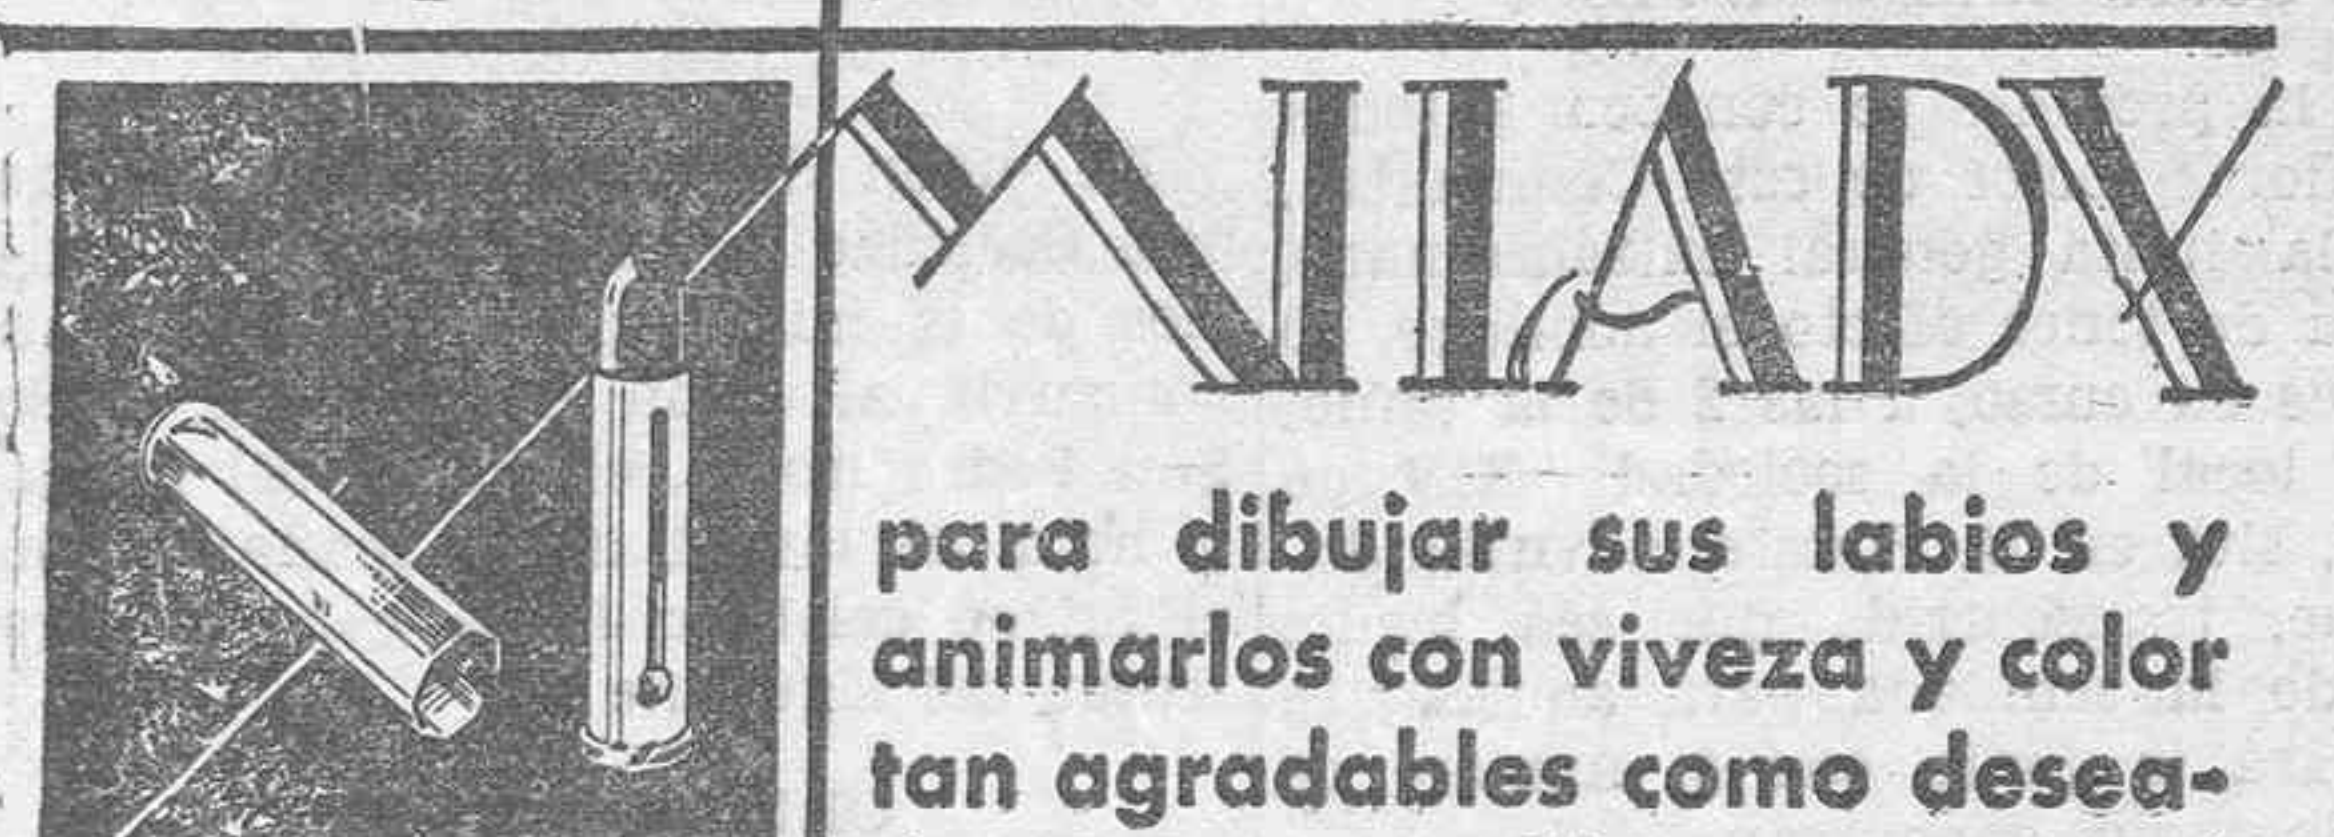 MILADY
para dibujar sus labios y
animarlos con viveza y color
tan agradables como desea-